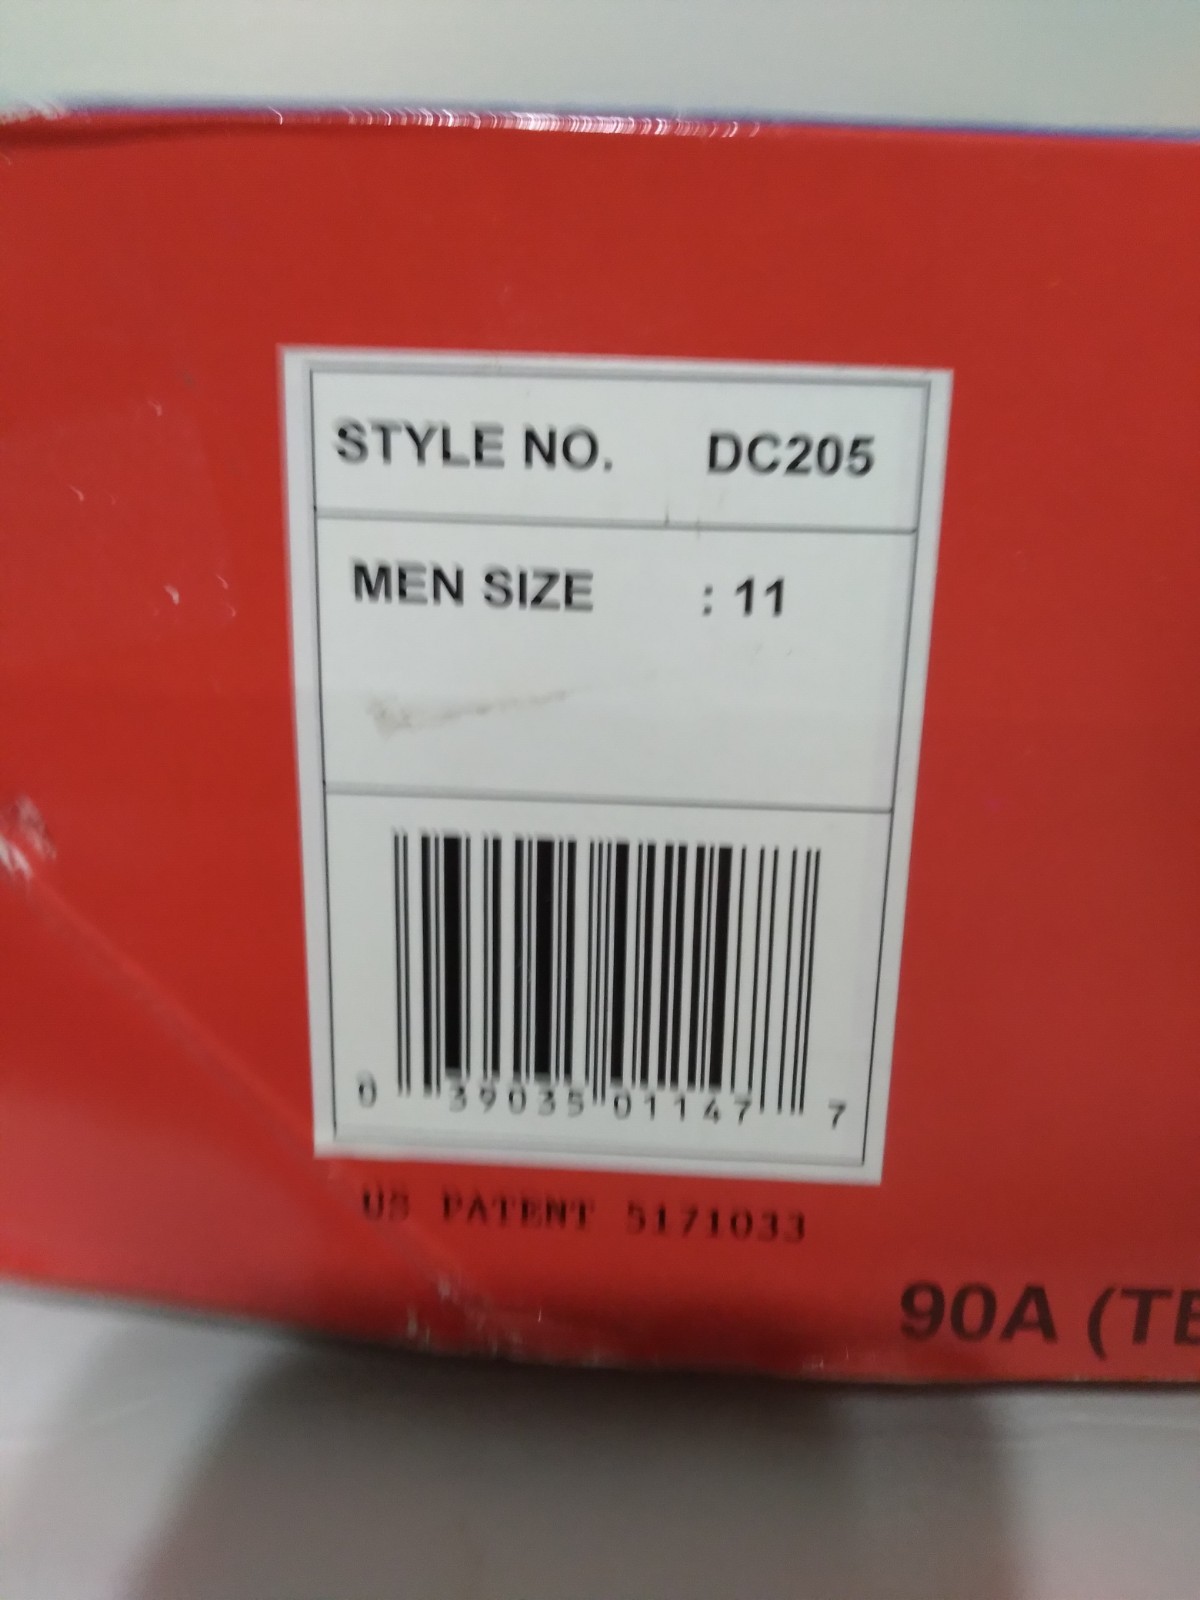 STYLE NO. DC205
MEN SIZE : 11
0 39035 01147 7
US PATENT 5171033
90A (TE